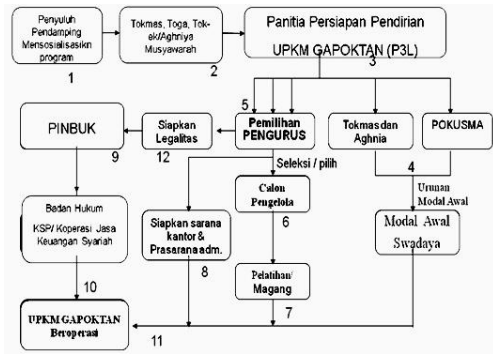 Penyuluh
Pendamping
Mensosialisasikn
program
1
Tokmas, Toga, Tok-
ek/Aghniya
Musyawarah
2
Panitia Persiapan Pendirian
UPKM GAPOKTAN (P3L)
3
PINBUK
9
Siapkan
Legalitas
12
5
Pemilihan
PENGURUS
Tokmas dan
Aghnia
POKUSMA
4
Seleksi / pilih
Urunan
Modal Awal
Badan Hukum
KSP/ Koperasi Jasa
Keuangan Syariah
10
Siapkan sarana
kantor &
Prasarana adm.
8
Calon
Pengelola
6
Modal Awal
Swadaya
Pelatihan/
Magang
7
UPKM GAPOKTAN
Beroperasi
11